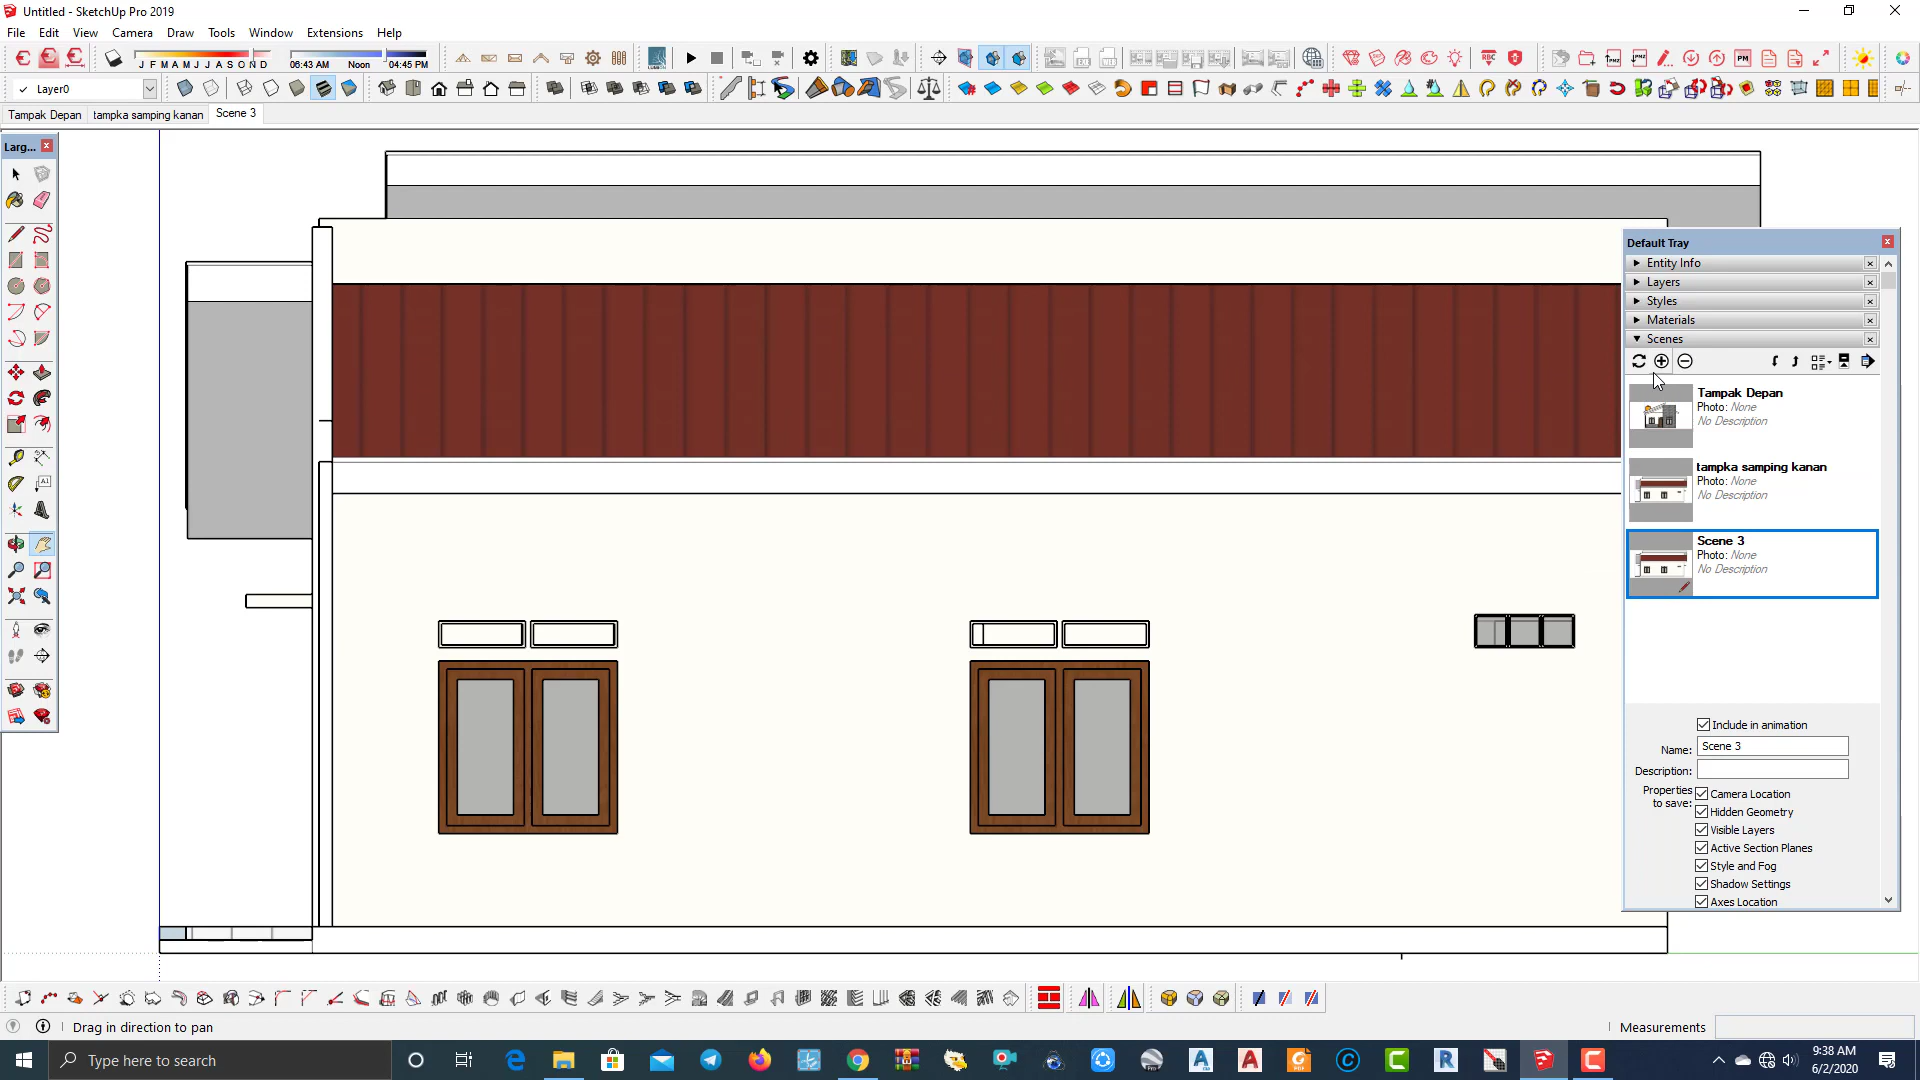 Untitled - SketchUp Pro 2019
File Edit View Camera Draw Tools Window Extensions Help
J F M A M J J A S O N D 06:43 AM Noon 04:45 PM
Layer0
Tampak Depan tampka samping kanan Scene 3
Larg...
Default Tray
Entity Info
Layers
Styles
Materials
Scenes
Tampak Depan
Photo: None
No Description
tampka samping kanan
Photo: None
No Description
Scene 3
Photo: None
No Description
Include in animation
Name: Scene 3
Description:
Properties to save:
Camera Location
Hidden Geometry
Visible Layers
Active Section Planes
Style and Fog
Shadow Settings
Axes Location
Drag in direction to pan
Measurements
Type here to search
9:38 AM
6/2/2020